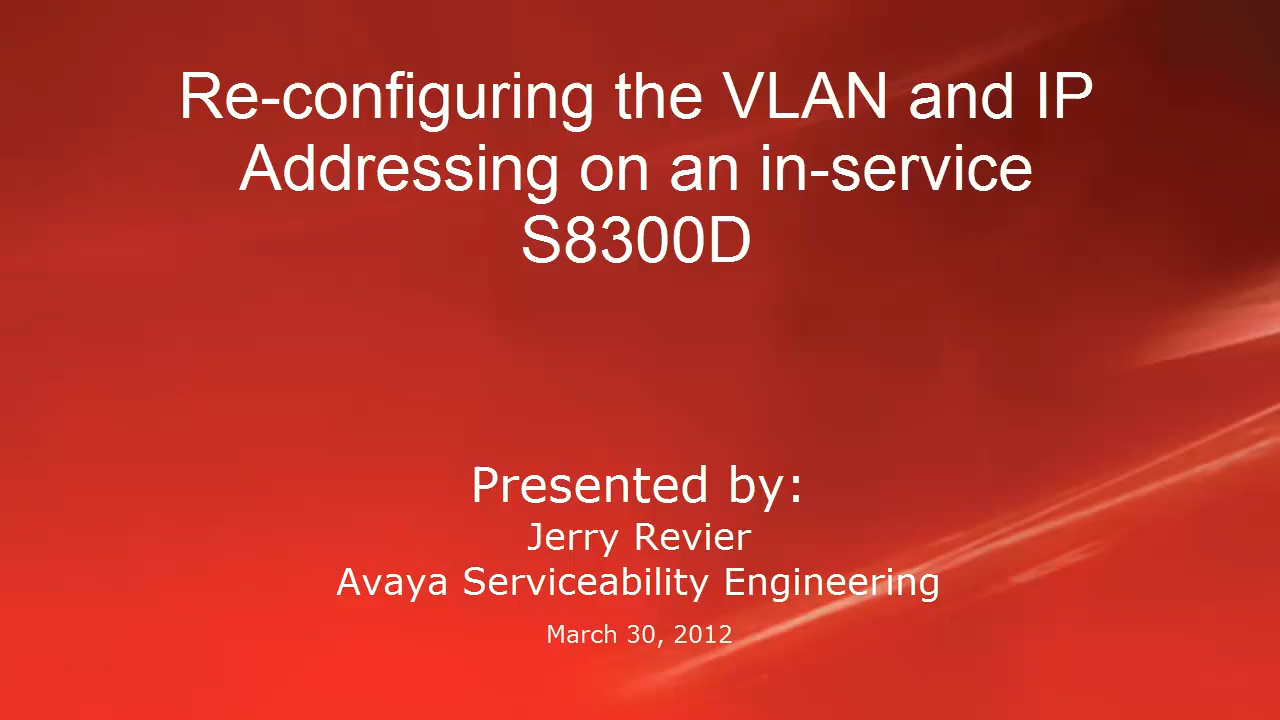 Re-configuring the VLAN and IP
Addressing on an in-service
S8300D
Presented by:
Jerry Revier
Avaya Serviceability Engineering
March 30, 2012